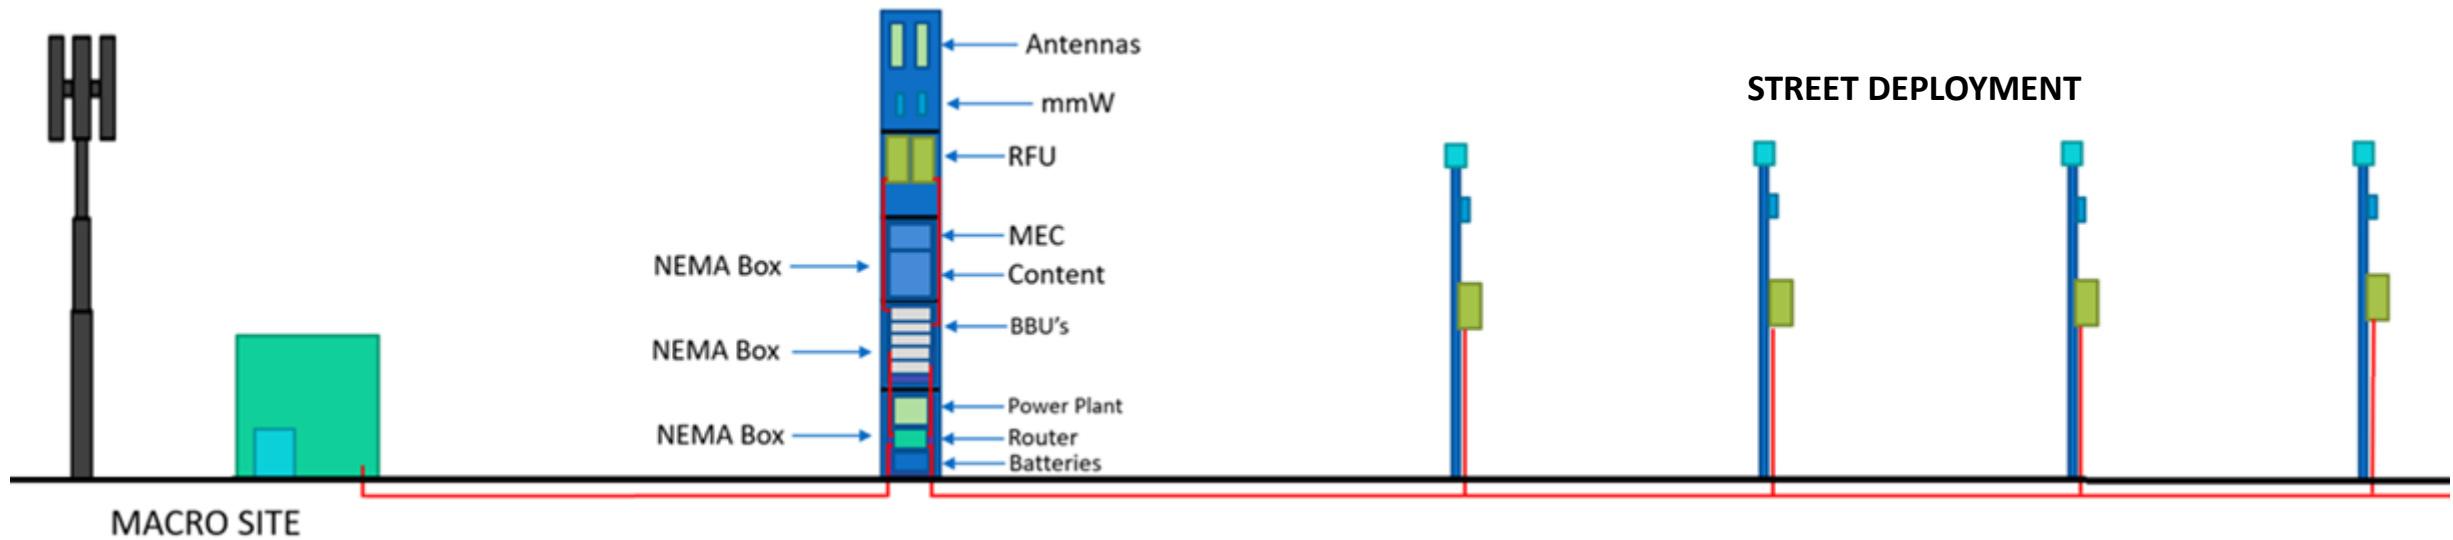 Antennas
mmW
STREET DEPLOYMENT
RFU
MEC
NEMA Box
Content
BBU's
NEMA Box
Power Plant
NEMA Box
Router
Batteries
MACRO SITE